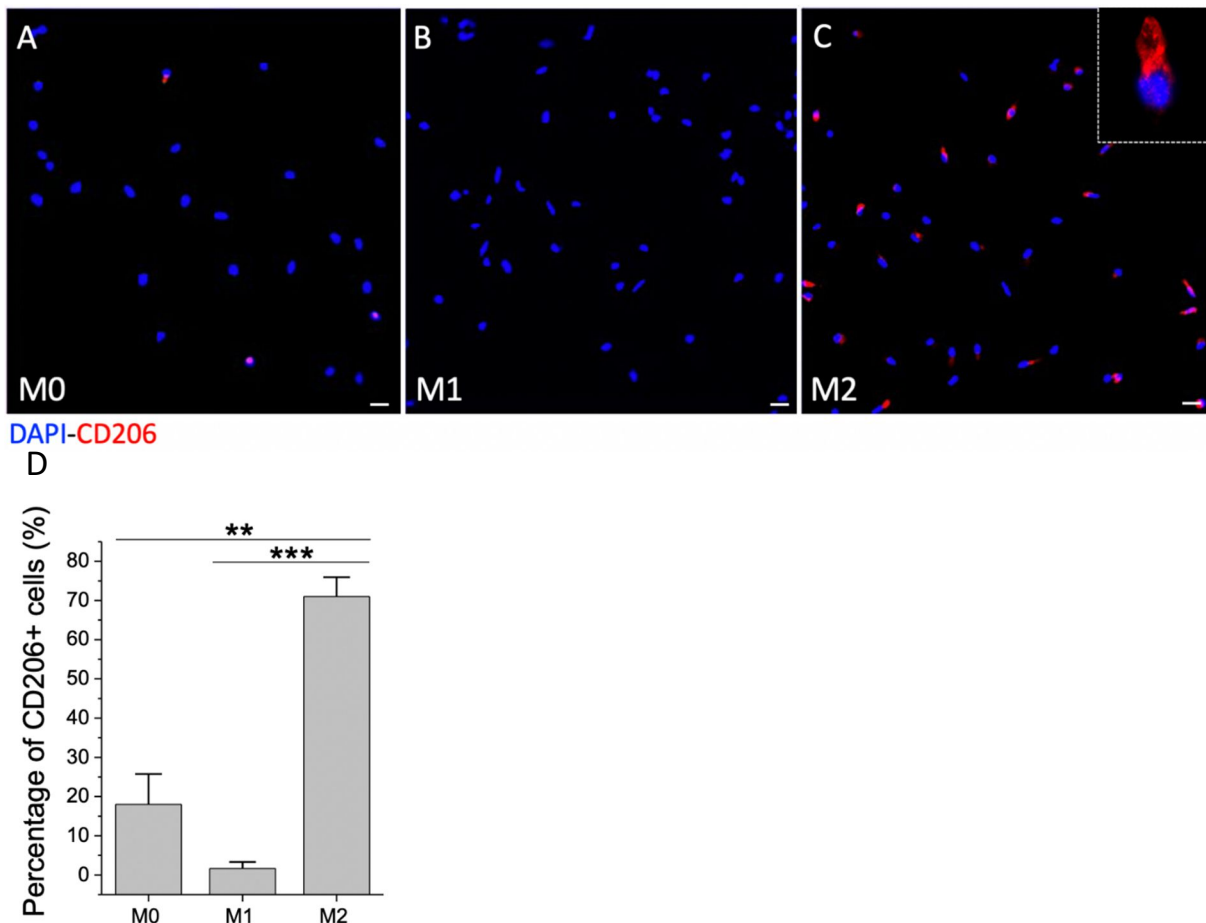 A
B
C
M0
M1
M2
DAPI-CD206
D
Percentage of CD206+ cells (%)
**
***
80
70
60
50
40
30
20
10
0
M0
M1
M2